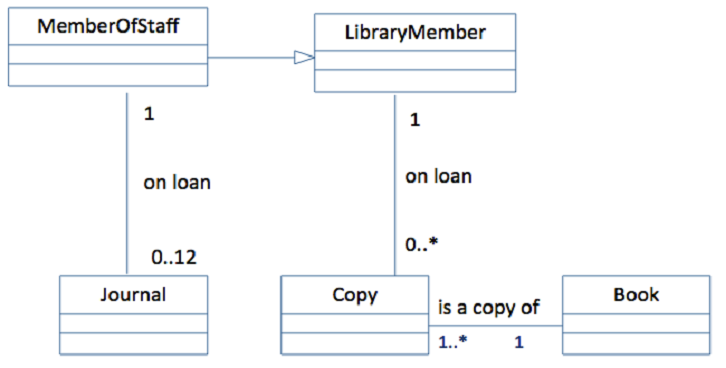 MemberOfStaff
LibraryMember
1
1
on loan
on loan
0..12
0..*
Journal
Copy
is a copy of
Book
1..*
1